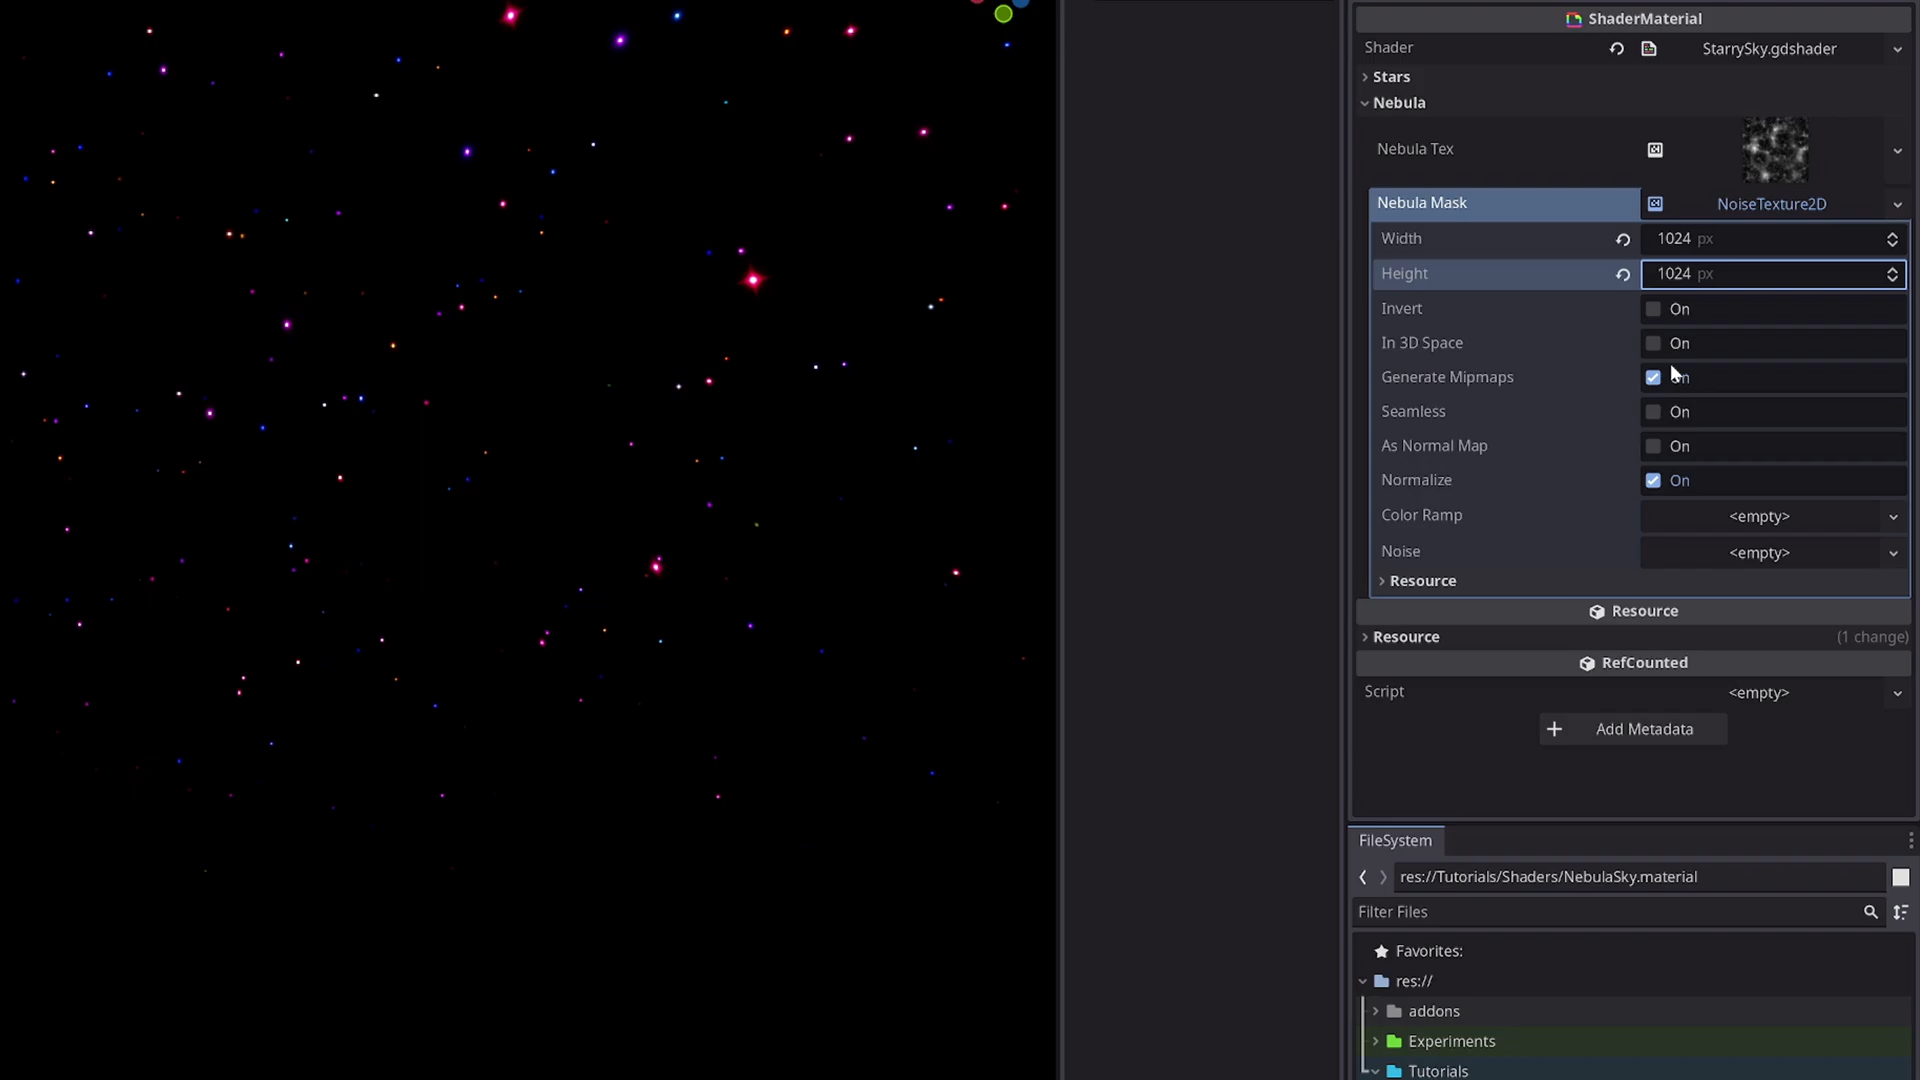 ShaderMaterial
Shader StarrySky.gdshader
Stars
Nebula
Nebula Tex
Nebula Mask NoiseTexture2D
Width 1024 px
Height 1024 px
Invert On
In 3D Space On
Generate Mipmaps On
Seamless On
As Normal Map On
Normalize On
Color Ramp <empty>
Noise <empty>
Resource
Resource
Resource (1 change)
RefCounted
Script <empty>
Add Metadata
FileSystem
res://Tutorials/Shaders/NebulaSky.material
Filter Files
Favorites:
res://
addons
Experiments
Tutorials